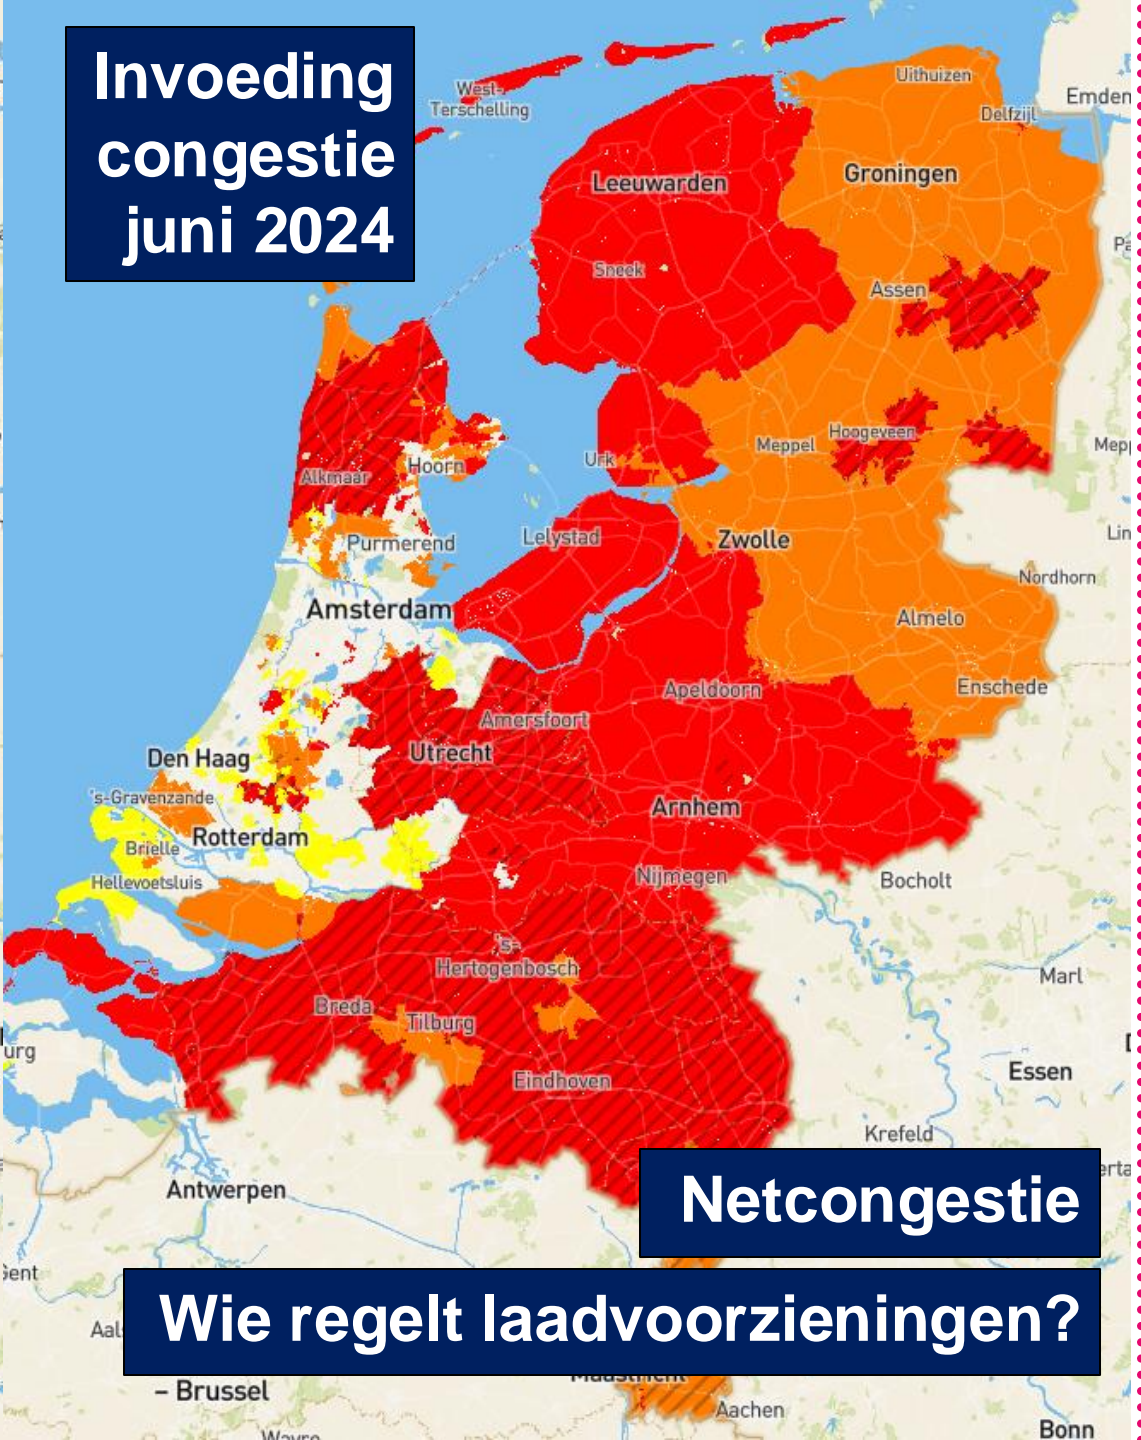 Invoeding
congestie
juni 2024
West-
Terschelling
Uithuizen
Delfzijl
Emden
Leeuwarden
Groningen
Sneek
Assen
Meppel
Hoogeveen
Urk
Alkmaar
Hoorn
Purmerend
Lelystad
Zwolle
Nordhorn
Amsterdam
Almelo
Enschede
Apeldoorn
Amersfoort
Utrecht
Den Haag
's-Gravenzande
Arnhem
Rotterdam
Brielle
Hellevoetsluis
Nijmegen
Bocholt
's-
Hertogenbosch
Marl
Breda
Tilburg
urg
Essen
Eindhoven
Krefeld
Antwerpen
Netcongestie
Wie regelt laadvoorzieningen?
– Brussel
Aachen
Bonn